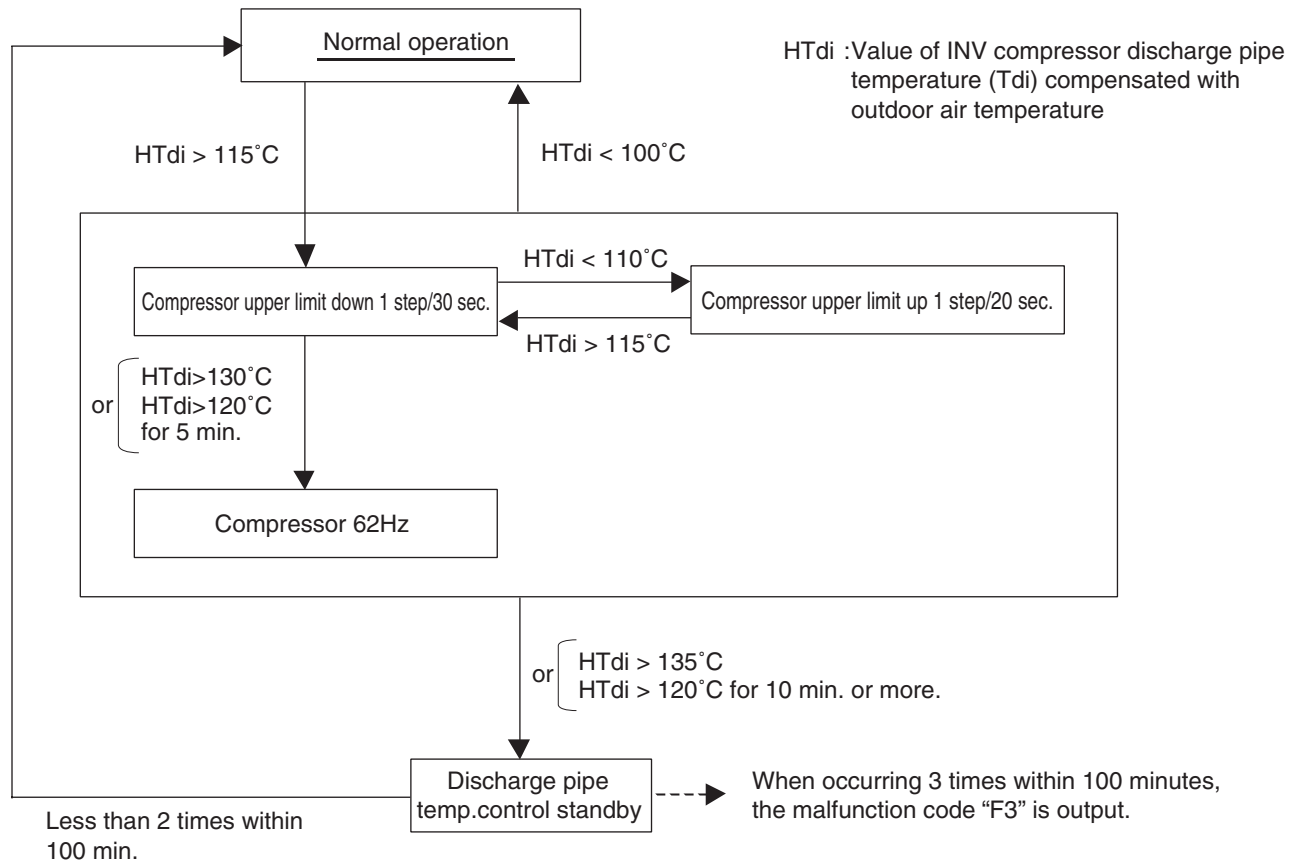 Normal operation
HTdi :Value of INV compressor discharge pipe
temperature (Tdi) compensated with
outdoor air temperature
HTdi > 115˚C
HTdi < 100˚C
HTdi < 110˚C
Compressor upper limit down 1 step/30 sec.
Compressor upper limit up 1 step/20 sec.
HTdi > 115˚C
or
HTdi>130˚C
HTdi>120˚C
for 5 min.
Compressor 62Hz
or
HTdi > 135˚C
HTdi > 120˚C for 10 min. or more.
Discharge pipe
temp.control standby
When occurring 3 times within 100 minutes,
the malfunction code “F3” is output.
Less than 2 times within
100 min.